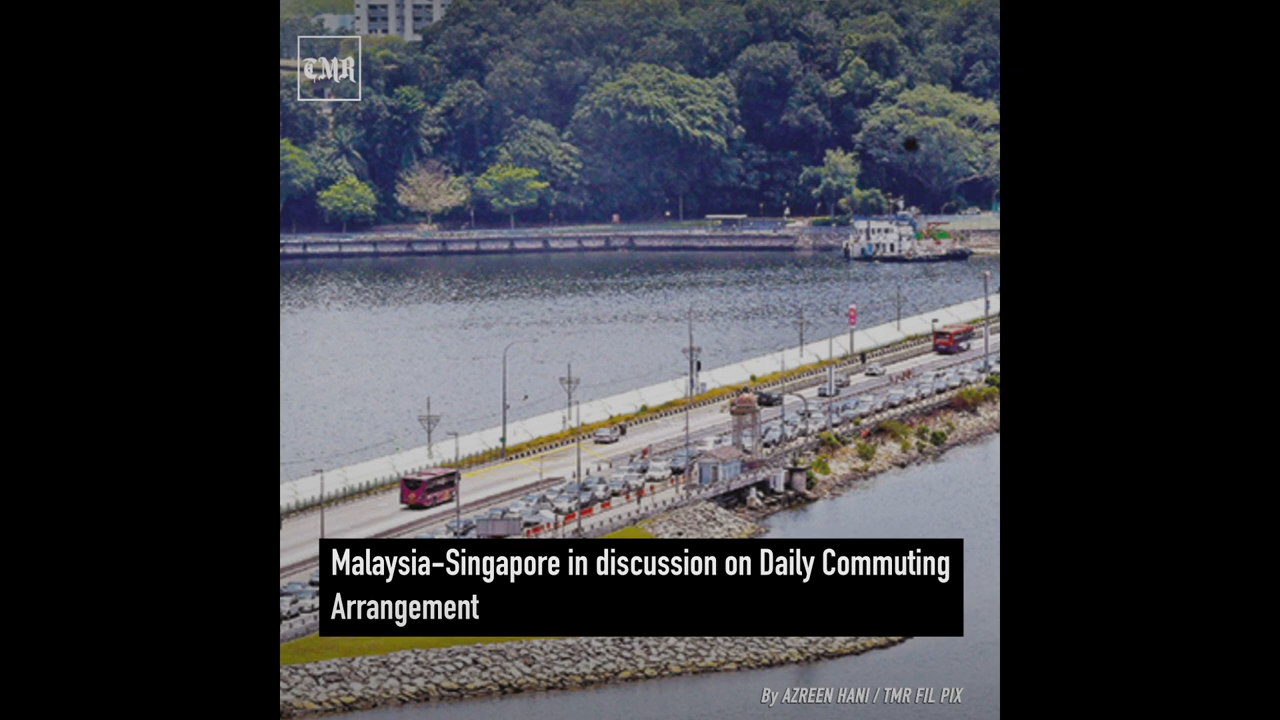 TMR
Malaysia-Singapore in discussion on Daily Commuting
Arrangement
By AZREEN HANI / TMR FIL PIX